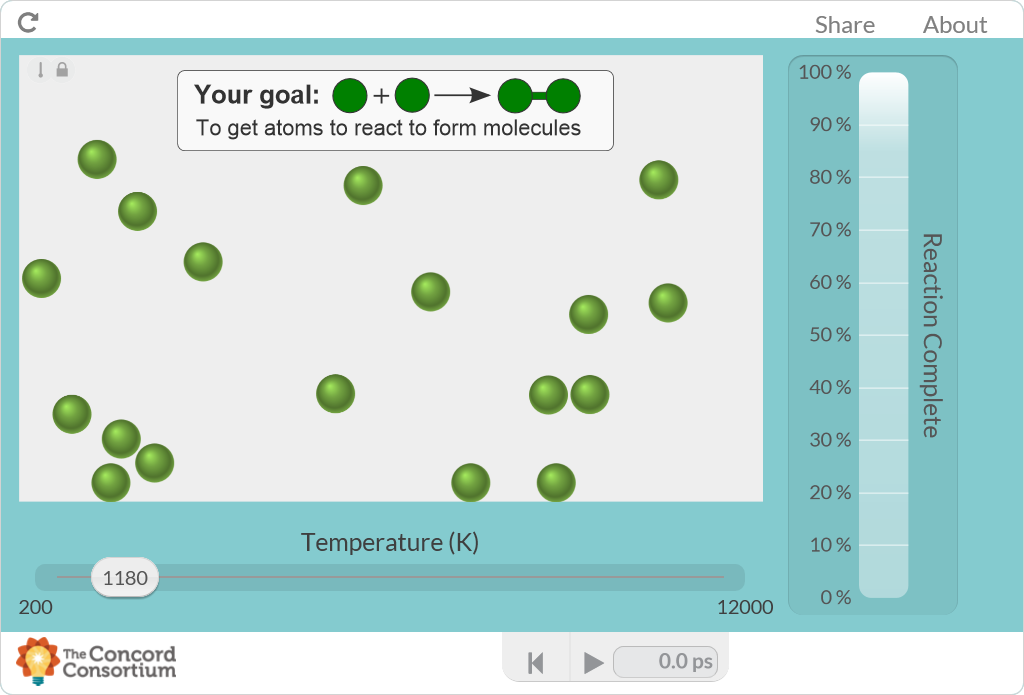 Share About
Your goal: + →
To get atoms to react to form molecules
100 %
90 %
80 %
70 %
60 %
50 %
40 %
30 %
20 %
10 %
0 %
Reaction Complete
Temperature (K)
1180
200 12000
The Concord
Consortium
0.0 ps